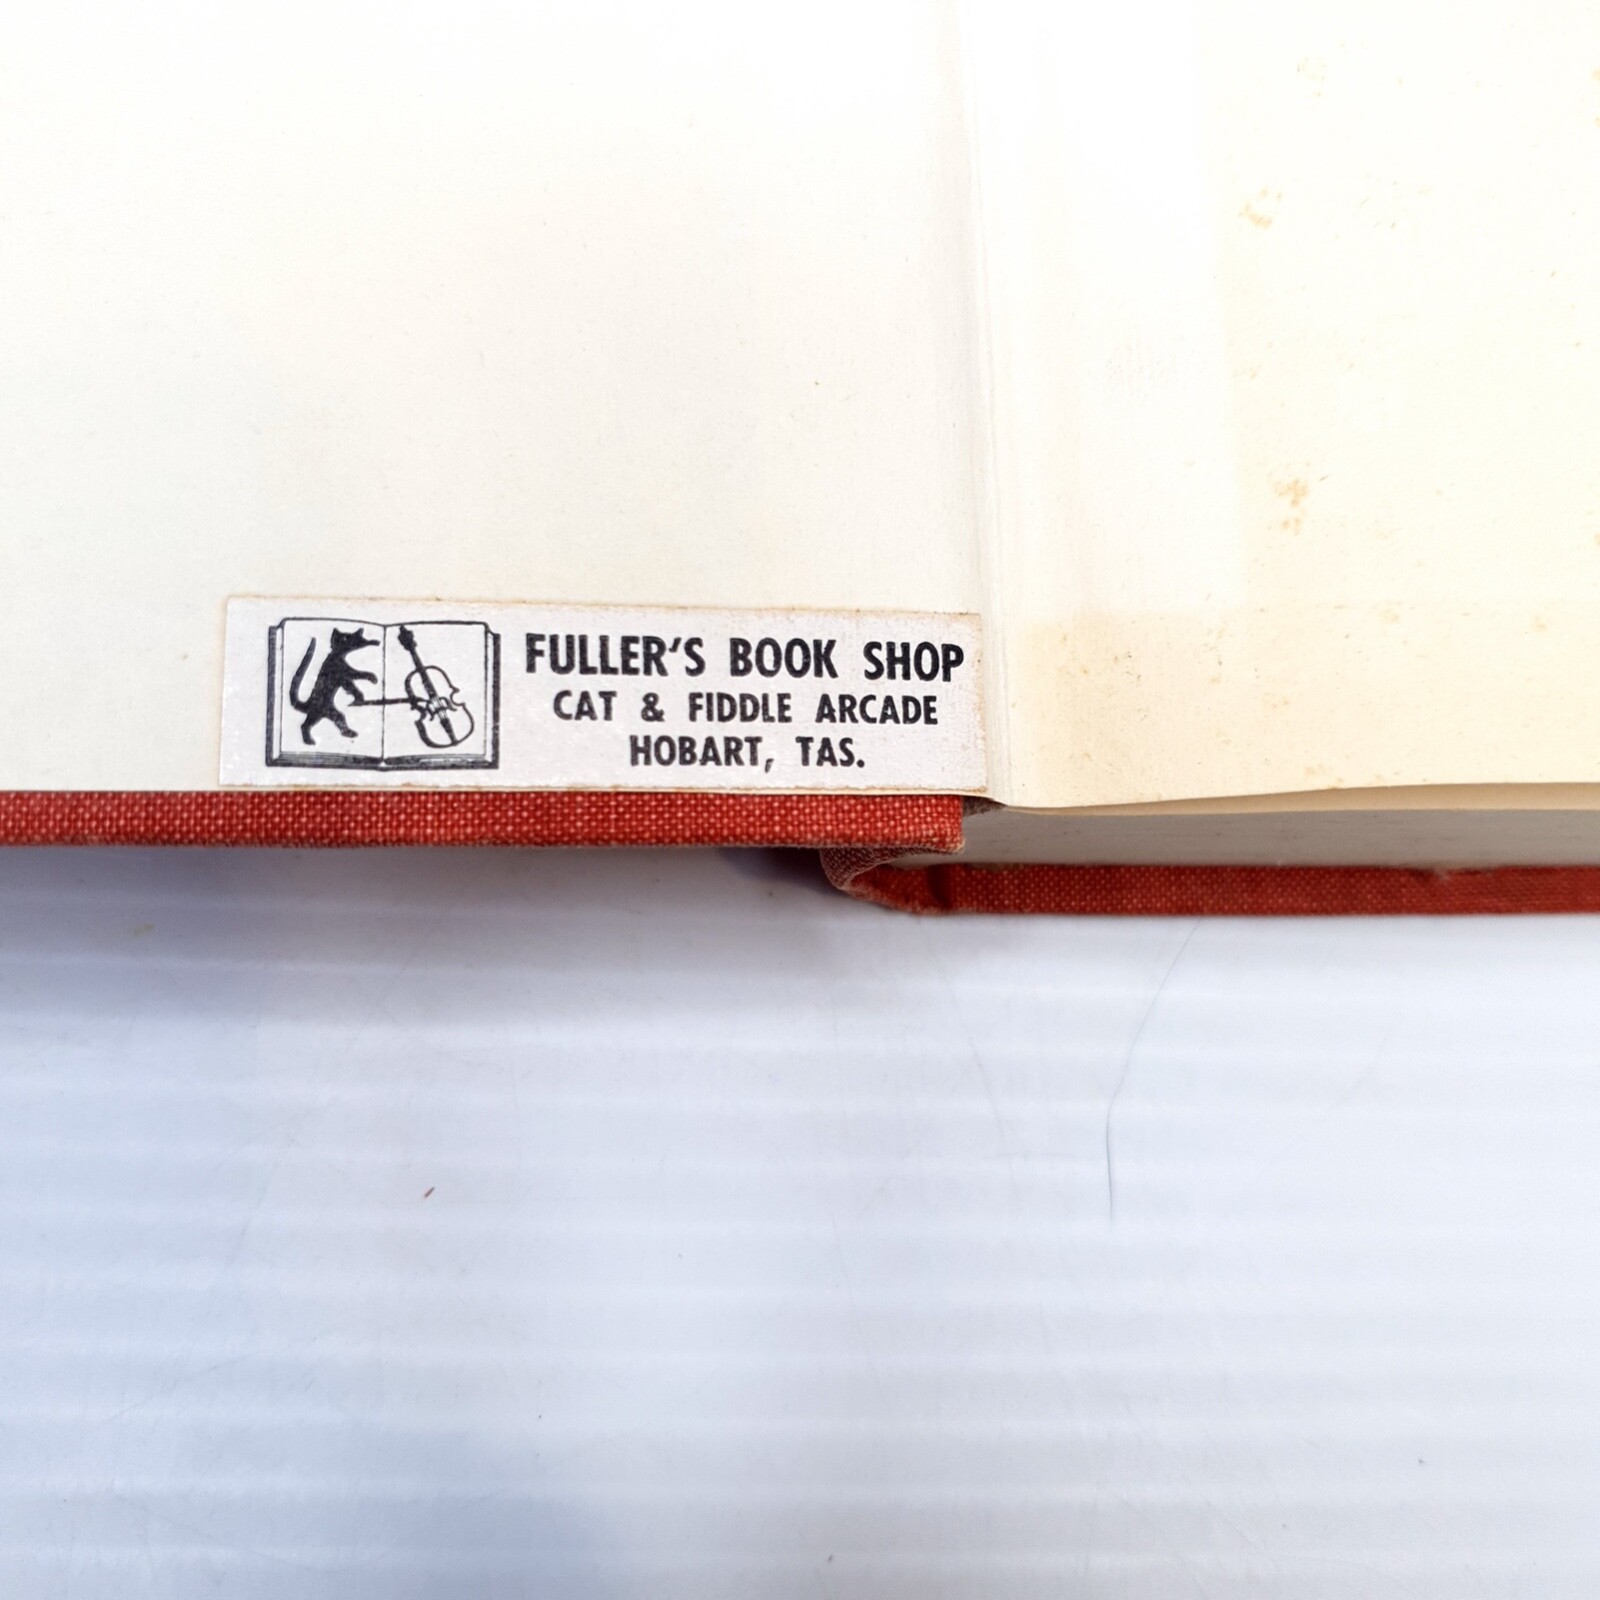 FULLER'S BOOK SHOP
CAT & FIDDLE ARCADE
HOBART, TAS.